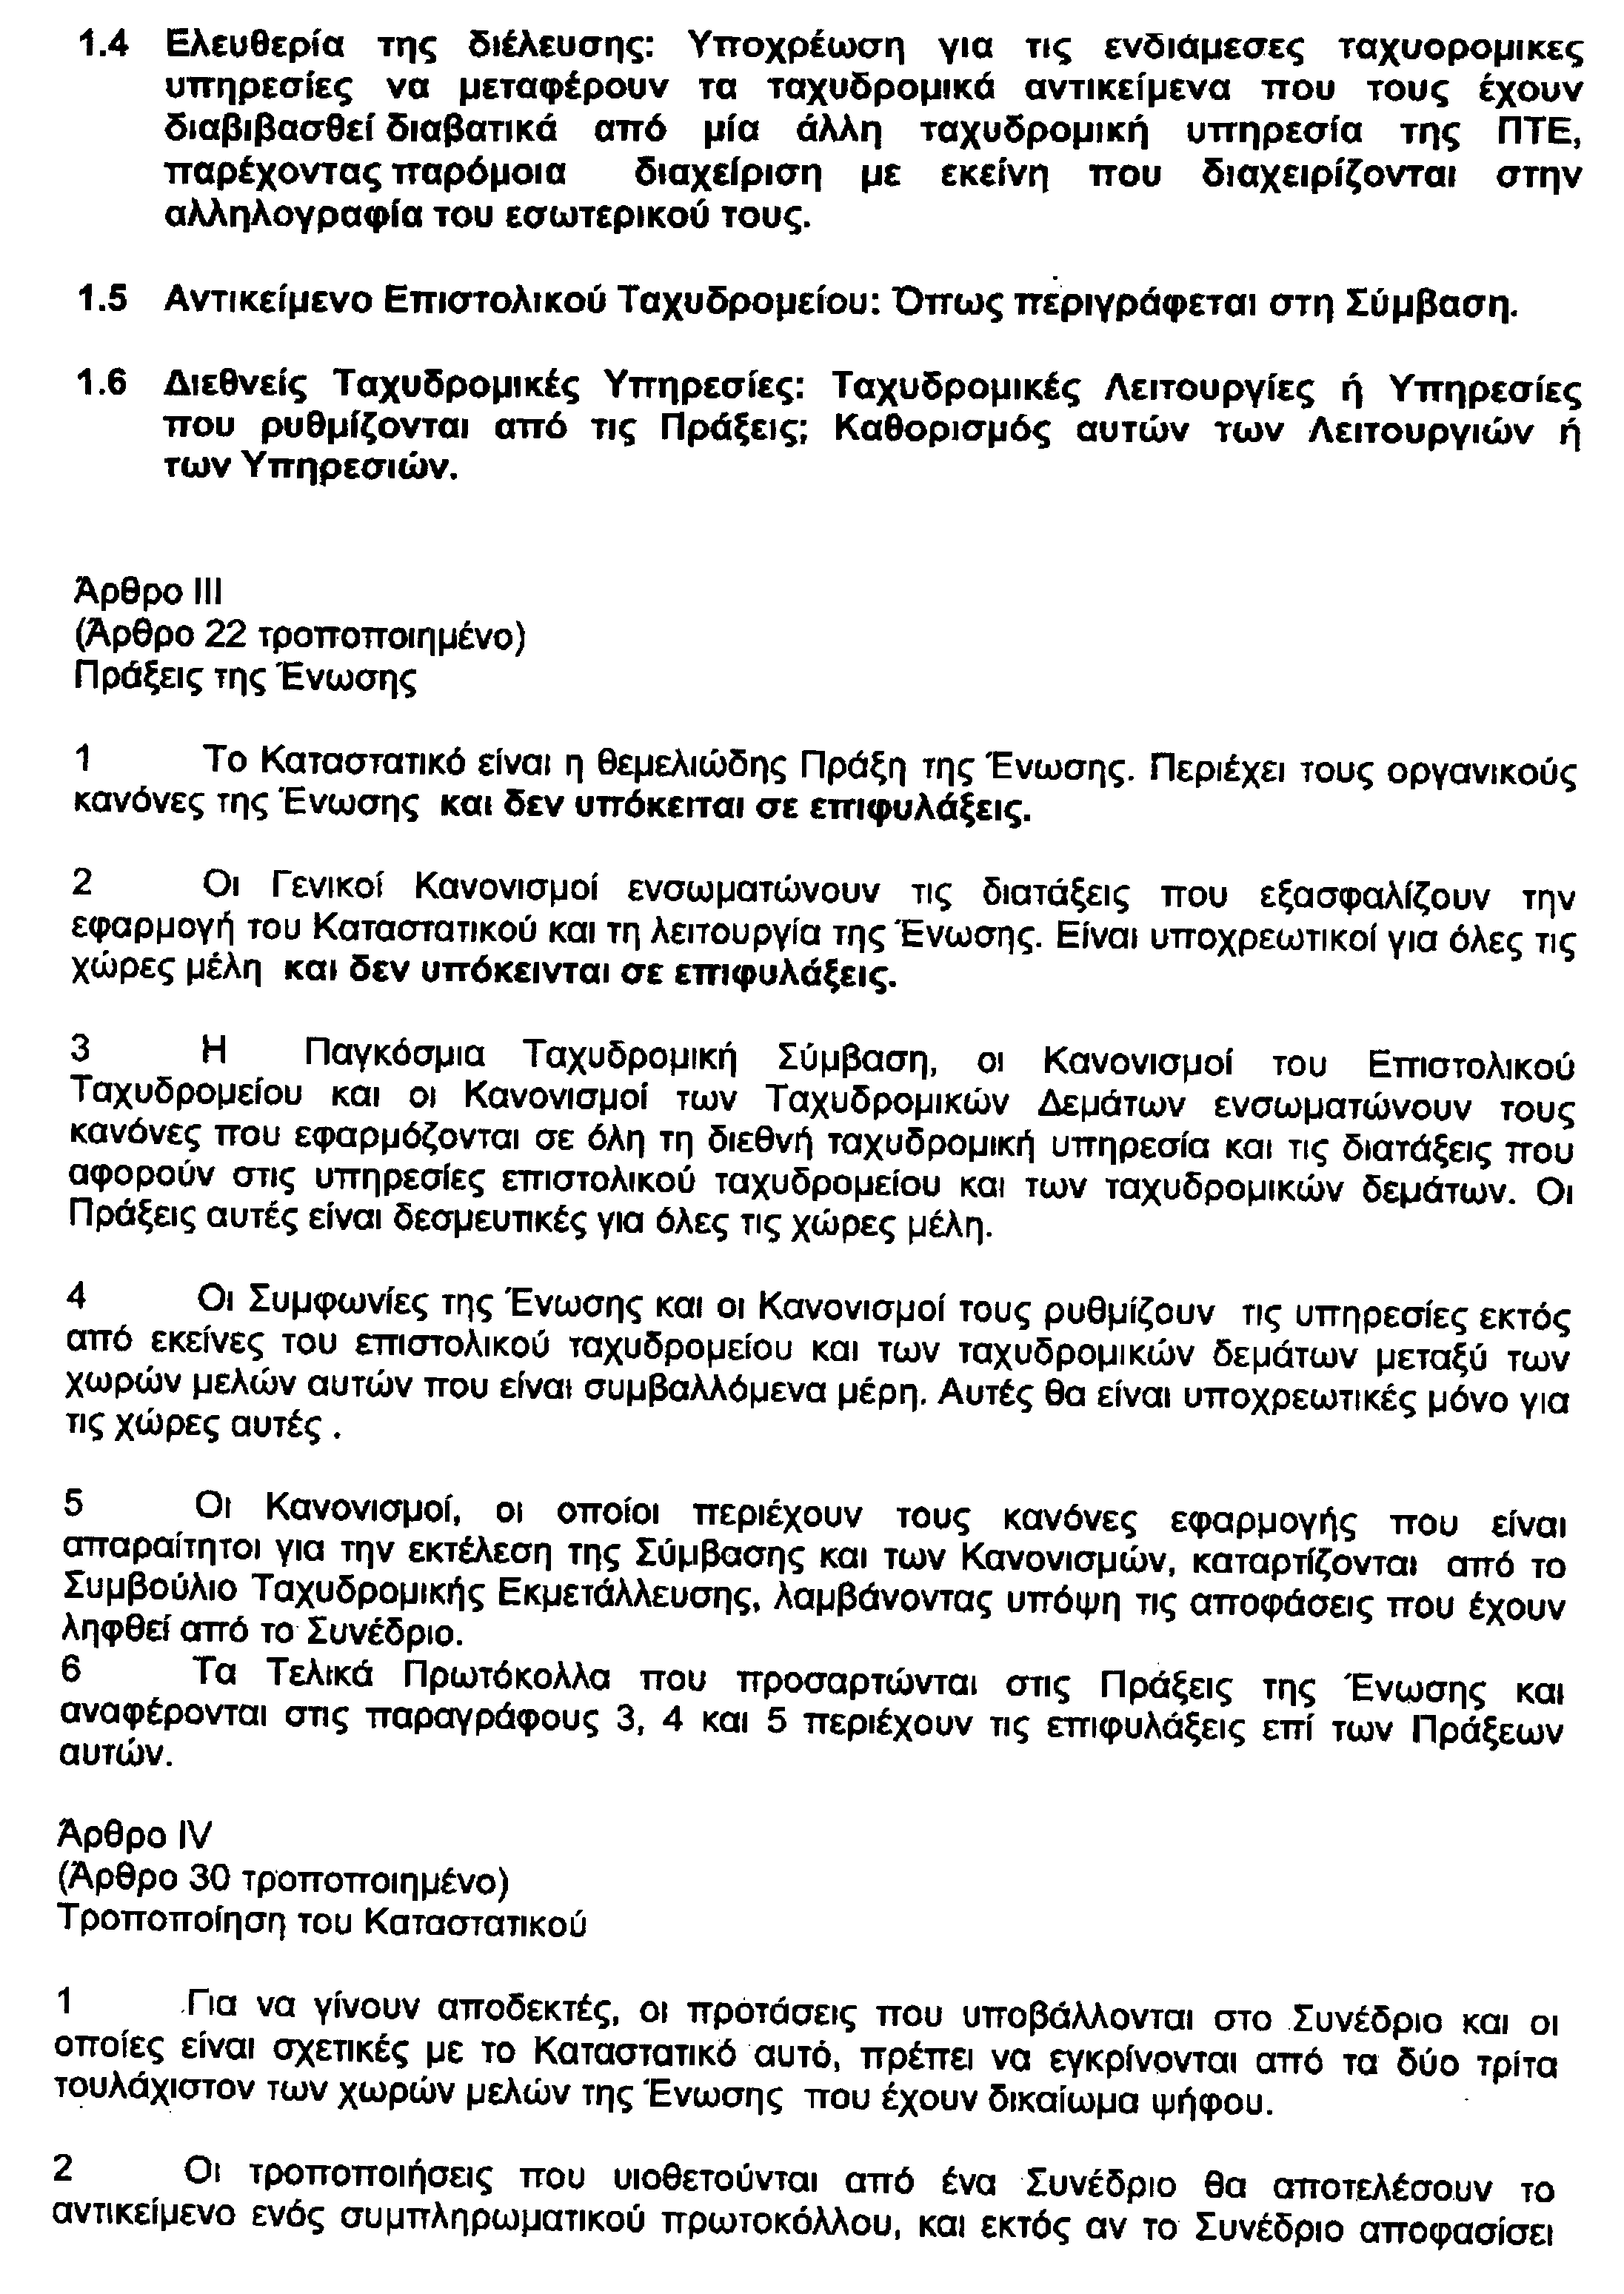 1.4 Ελευθερία της διέλευσης: Υποχρέωση για τις ενδιάμεσες ταχυορομικες
υπηρεσίες να μεταφέρουν τα ταχυδρομικά αντικείμενα που τους έχουν
διαβιβασθεί διαβατικά από μία άλλη ταχυδρομική υπηρεσία της ΠΤΕ,
παρέχοντας παρόμοια διαχείριση με εκείνη που διαχειρίζονται στην
αλληλογραφία του εσωτερικού τους.
1.5 Αντικείμενο Επιστολικού Ταχυδρομείου: Όπως περιγράφεται στη Σύμβαση.
1.6 Διεθνείς Ταχυδρομικές Υπηρεσίες: Ταχυδρομικές Λειτουργίες ή Υπηρεσίες
που ρυθμίζονται από τις Πράξεις; Καθορισμός αυτών των Λειτουργιών ή
των Υπηρεσιών.
Άρθρο III
(Άρθρο 22 τροποποιημένο)
Πράξεις της Ένωσης
1 Το Καταστατικό είναι η θεμελιώδης Πράξη της Ένωσης. Περιέχει τους οργανικούς
κανόνες της Ένωσης και δεν υπόκειται σε επιφυλάξεις.
2 Οι Γενικοί Κανονισμοί ενσωματώνουν τις διατάξεις που εξασφαλίζουν την
εφαρμογή του Καταστατικού και τη λειτουργία της Ένωσης. Είναι υποχρεωτικοί για όλες τις
χώρες μέλη και δεν υπόκεινται σε επιφυλάξεις.
3 Η Παγκόσμια Ταχυδρομική Σύμβαση, οι Κανονισμοί του Επιστολικού
Ταχυδρομείου και οι Κανονισμοί των Ταχυδρομικών Δεμάτων ενσωματώνουν τους
κανόνες που εφαρμόζονται σε όλη τη διεθνή ταχυδρομική υπηρεσία και τις διατάξεις που
αφορούν στις υπηρεσίες επιστολικού ταχυδρομείου και των ταχυδρομικών δεμάτων. Οι
Πράξεις αυτές είναι δεσμευτικές για όλες τις χώρες μέλη.
4 Οι Συμφωνίες της Ένωσης και οι Κανονισμοί τους ρυθμίζουν τις υπηρεσίες εκτός
από εκείνες του επιστολικού ταχυδρομείου και των ταχυδρομικών δεμάτων μεταξύ των
χωρών μελών αυτών που είναι συμβαλλόμενα μέρη. Αυτές θα είναι υποχρεωτικές μόνο για
τις χώρες αυτές .
5 Οι Κανονισμοί, οι οποίοι περιέχουν τους κανόνες εφαρμογής που είναι
απαραίτητοι για την εκτέλεση της Σύμβασης και των Κανονισμών, καταρτίζονται από το
Συμβούλιο Ταχυδρομικής Εκμετάλλευσης, λαμβάνοντας υπόψη τις αποφάσεις που έχουν
ληφθεί από το Συνέδριο.
6 Τα Τελικά Πρωτόκολλα που προσαρτώνται στις Πράξεις της Ένωσης και
αναφέρονται στις παραγράφους 3, 4 και 5 περιέχουν τις επιφυλάξεις επί των Πράξεων
αυτών.
Άρθρο IV
(Άρθρο 30 τροποποιημένο)
Τροποποίηση του Καταστατικού
1 Για να γίνουν αποδεκτές, οι προτάσεις που υποβάλλονται στο Συνέδριο και οι
οποίες είναι σχετικές με το Καταστατικό αυτό, πρέπει να εγκρίνονται από τα δύο τρίτα
τουλάχιστον των χωρών μελών της Ένωσης που έχουν δικαίωμα ψήφου.
2 Οι τροποποιήσεις που υιοθετούνται από ένα Συνέδριο θα αποτελέσουν το
αντικείμενο ενός συμπληρωματικού πρωτοκόλλου, και εκτός αν το Συνέδριο αποφασίσει